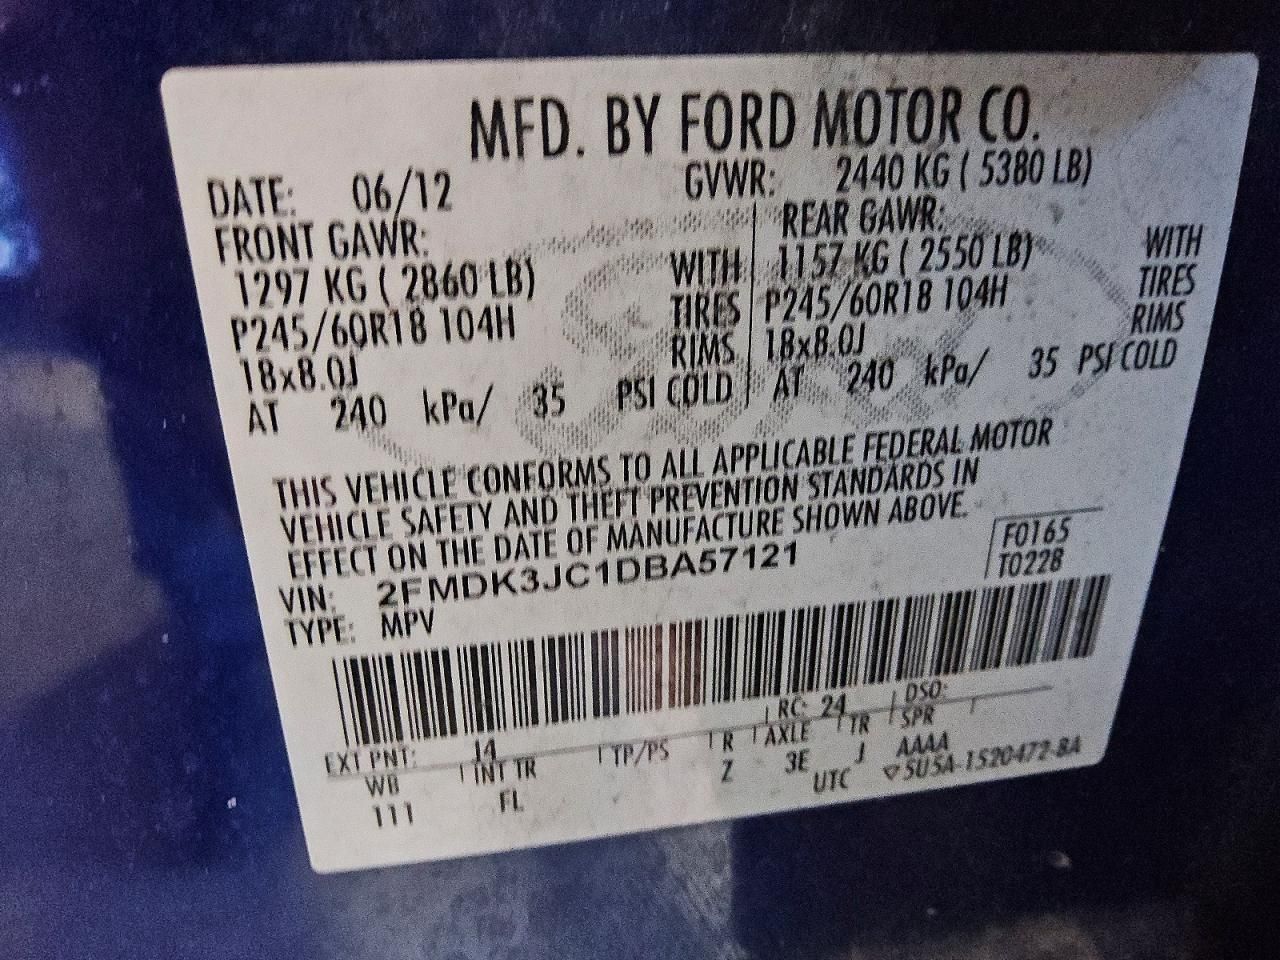 MFD. BY FORD MOTOR CO.
DATE: 06/12 GVWR: 2440 KG ( 5380 LB)
FRONT GAWR: REAR GAWR:
1297 KG ( 2860 LB) WITH 1157 KG ( 2550 LB) WITH
P245/60R18 104H TIRES P245/60R18 104H TIRES
18x8.0J RIMS 18x8.0J RIMS
AT 240 kPa/ 35 PSI COLD AT 240 kPa/ 35 PSI COLD
THIS VEHICLE CONFORMS TO ALL APPLICABLE FEDERAL MOTOR
VEHICLE SAFETY AND THEFT PREVENTION STANDARDS IN
EFFECT ON THE DATE OF MANUFACTURE SHOWN ABOVE.
F0165
VIN: 2FMDK3JC1DBA57121 T0228
TYPE: MPV
EXT PNT: J4 RC: 24 DSO:
WB INT TR TP/PS R AXLE TR SPR
111 FL Z 3E J AAAA
UTC 5U5A-1520472-BA